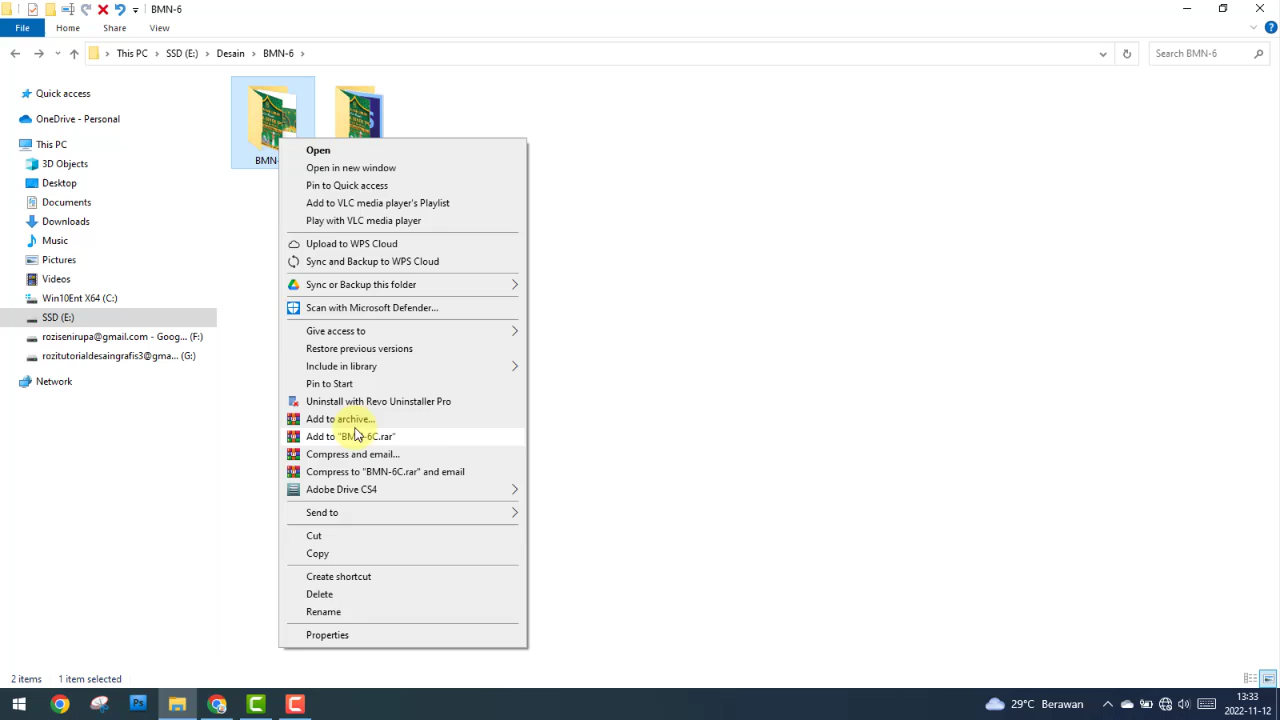 BMN-6
File Home Share View
This PC SSD (E:) Desain BMN-6 Search BMN-6
Quick access
OneDrive - Personal
This PC
3D Objects
Desktop
Documents
Downloads
Music
Pictures
Videos
Win10Ent X64 (C:)
SSD (E:)
rozisenirupa@gmail.com - Goog... (F:)
rozitutorialdesaingrafis3@gma... (G:)
Network
BMN-
Open
Open in new window
Pin to Quick access
Add to VLC media player's Playlist
Play with VLC media player
Upload to WPS Cloud
Sync and Backup to WPS Cloud
Sync or Backup this folder
Scan with Microsoft Defender...
Give access to
Restore previous versions
Include in library
Pin to Start
Uninstall with Revo Uninstaller Pro
Add to archive...
Add to "BMN-6C.rar"
Compress and email...
Compress to "BMN-6C.rar" and email
Adobe Drive CS4
Send to
Cut
Copy
Create shortcut
Delete
Rename
Properties
2 items 1 item selected
Ps
29°C Berawan
13:33
2022-11-12